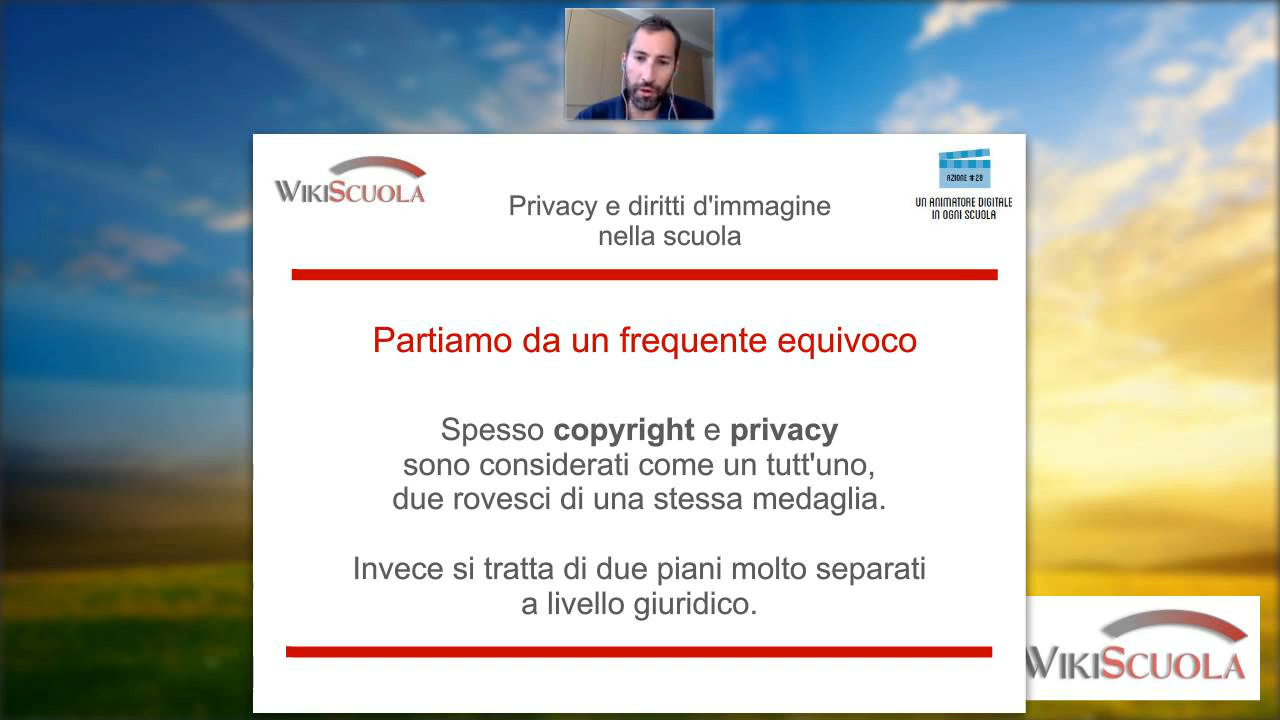 WIKISCUOLA
AZIONE #28
UN ANIMATORE DIGITALE
IN OGNI SCUOLA
Privacy e diritti d'immagine
nella scuola
Partiamo da un frequente equivoco
Spesso copyright e privacy
sono considerati come un tutt'uno,
due rovesci di una stessa medaglia.
Invece si tratta di due piani molto separati
a livello giuridico.
WIKISCUOLA